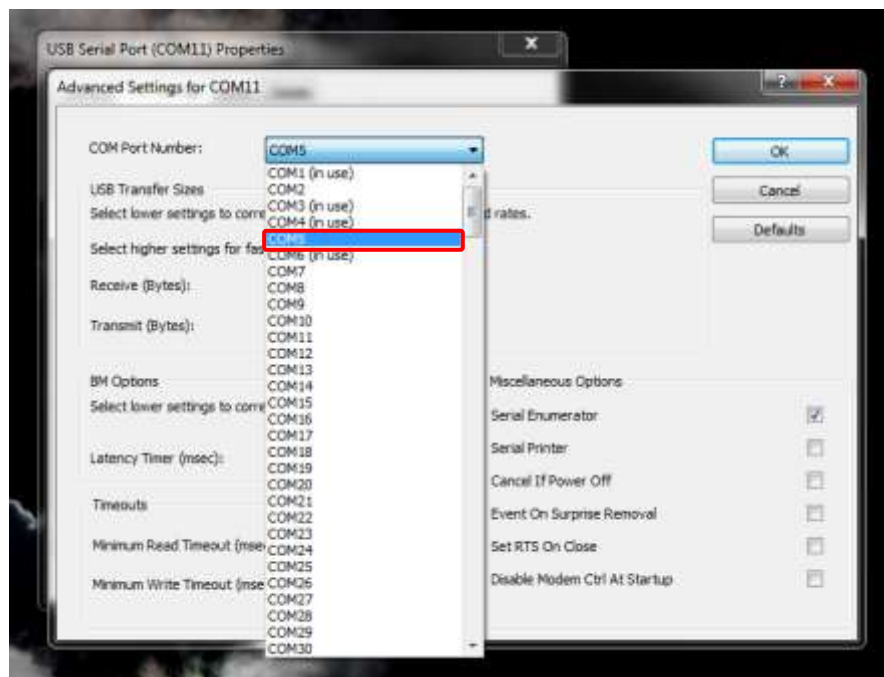 USB Serial Port (COM11) Properties
Advanced Settings for COM11
COM Port Number:
COM5
OK
Cancel
Defaults
USB Transfer Sizes
Select lower settings to corre
d rates.
Select higher settings for fas
Receive (Bytes):
Transmit (Bytes):
BM Options
Select lower settings to corre
Latency Timer (msec):
Timeouts
Minimum Read Timeout (mse
Minimum Write Timeout (mse
COM1 (in use)
COM2
COM3 (in use)
COM4 (in use)
COM5
COM6 (in use)
COM7
COM8
COM9
COM10
COM11
COM12
COM13
COM14
COM15
COM16
COM17
COM18
COM19
COM20
COM21
COM22
COM23
COM24
COM25
COM26
COM27
COM28
COM29
COM30
Miscellaneous Options
Serial Enumerator
Serial Printer
Cancel If Power Off
Event On Surprise Removal
Set RTS On Close
Disable Modem Ctrl At Startup